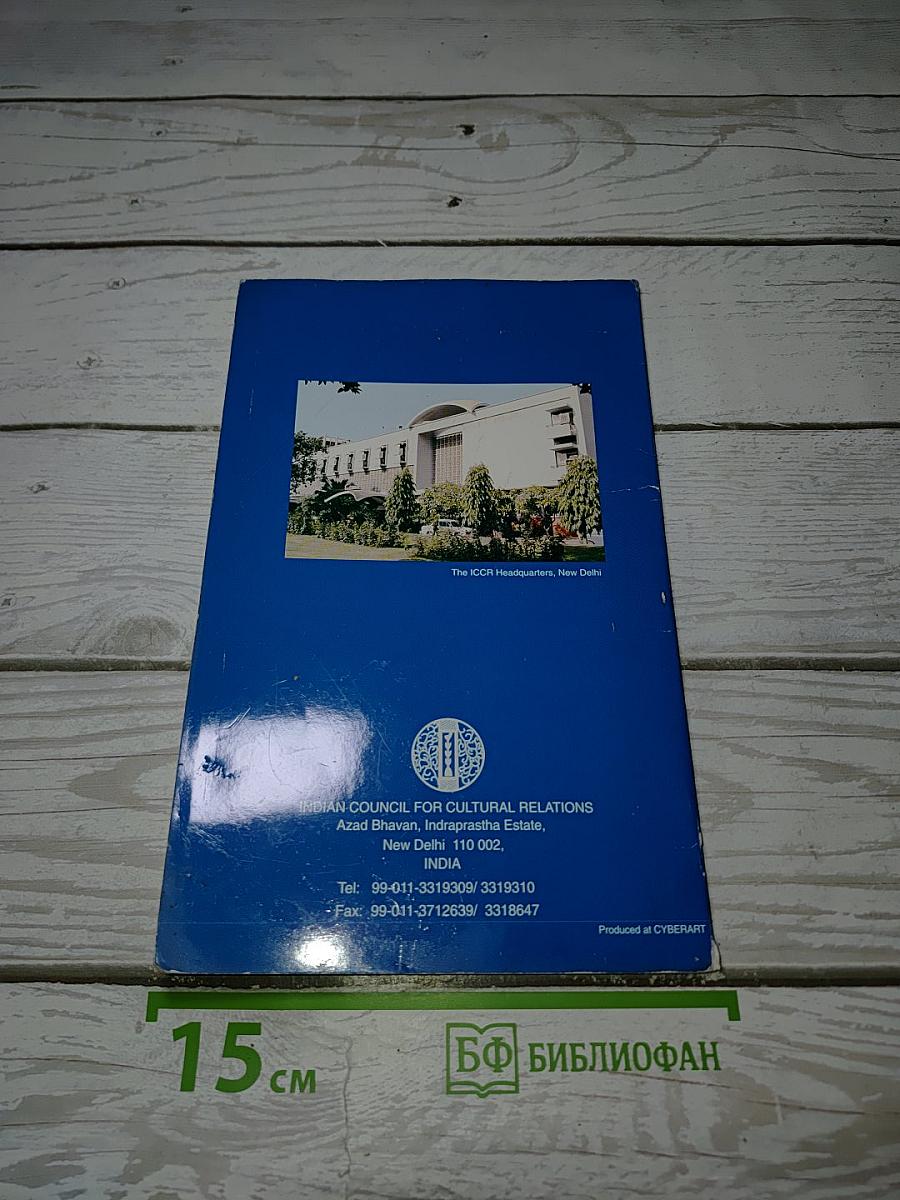 The ICCR Headquarters, New Delhi
INDIAN COUNCIL FOR CULTURAL RELATIONS
Azad Bhavan, Indraprastha Estate,
New Delhi 110 002,
INDIA
Tel: 99-011-3319309/ 3319310
Fax: 99-011-3712639/ 3318647
Produced at CYBERART
15 см
БФ БИБЛИОФАН